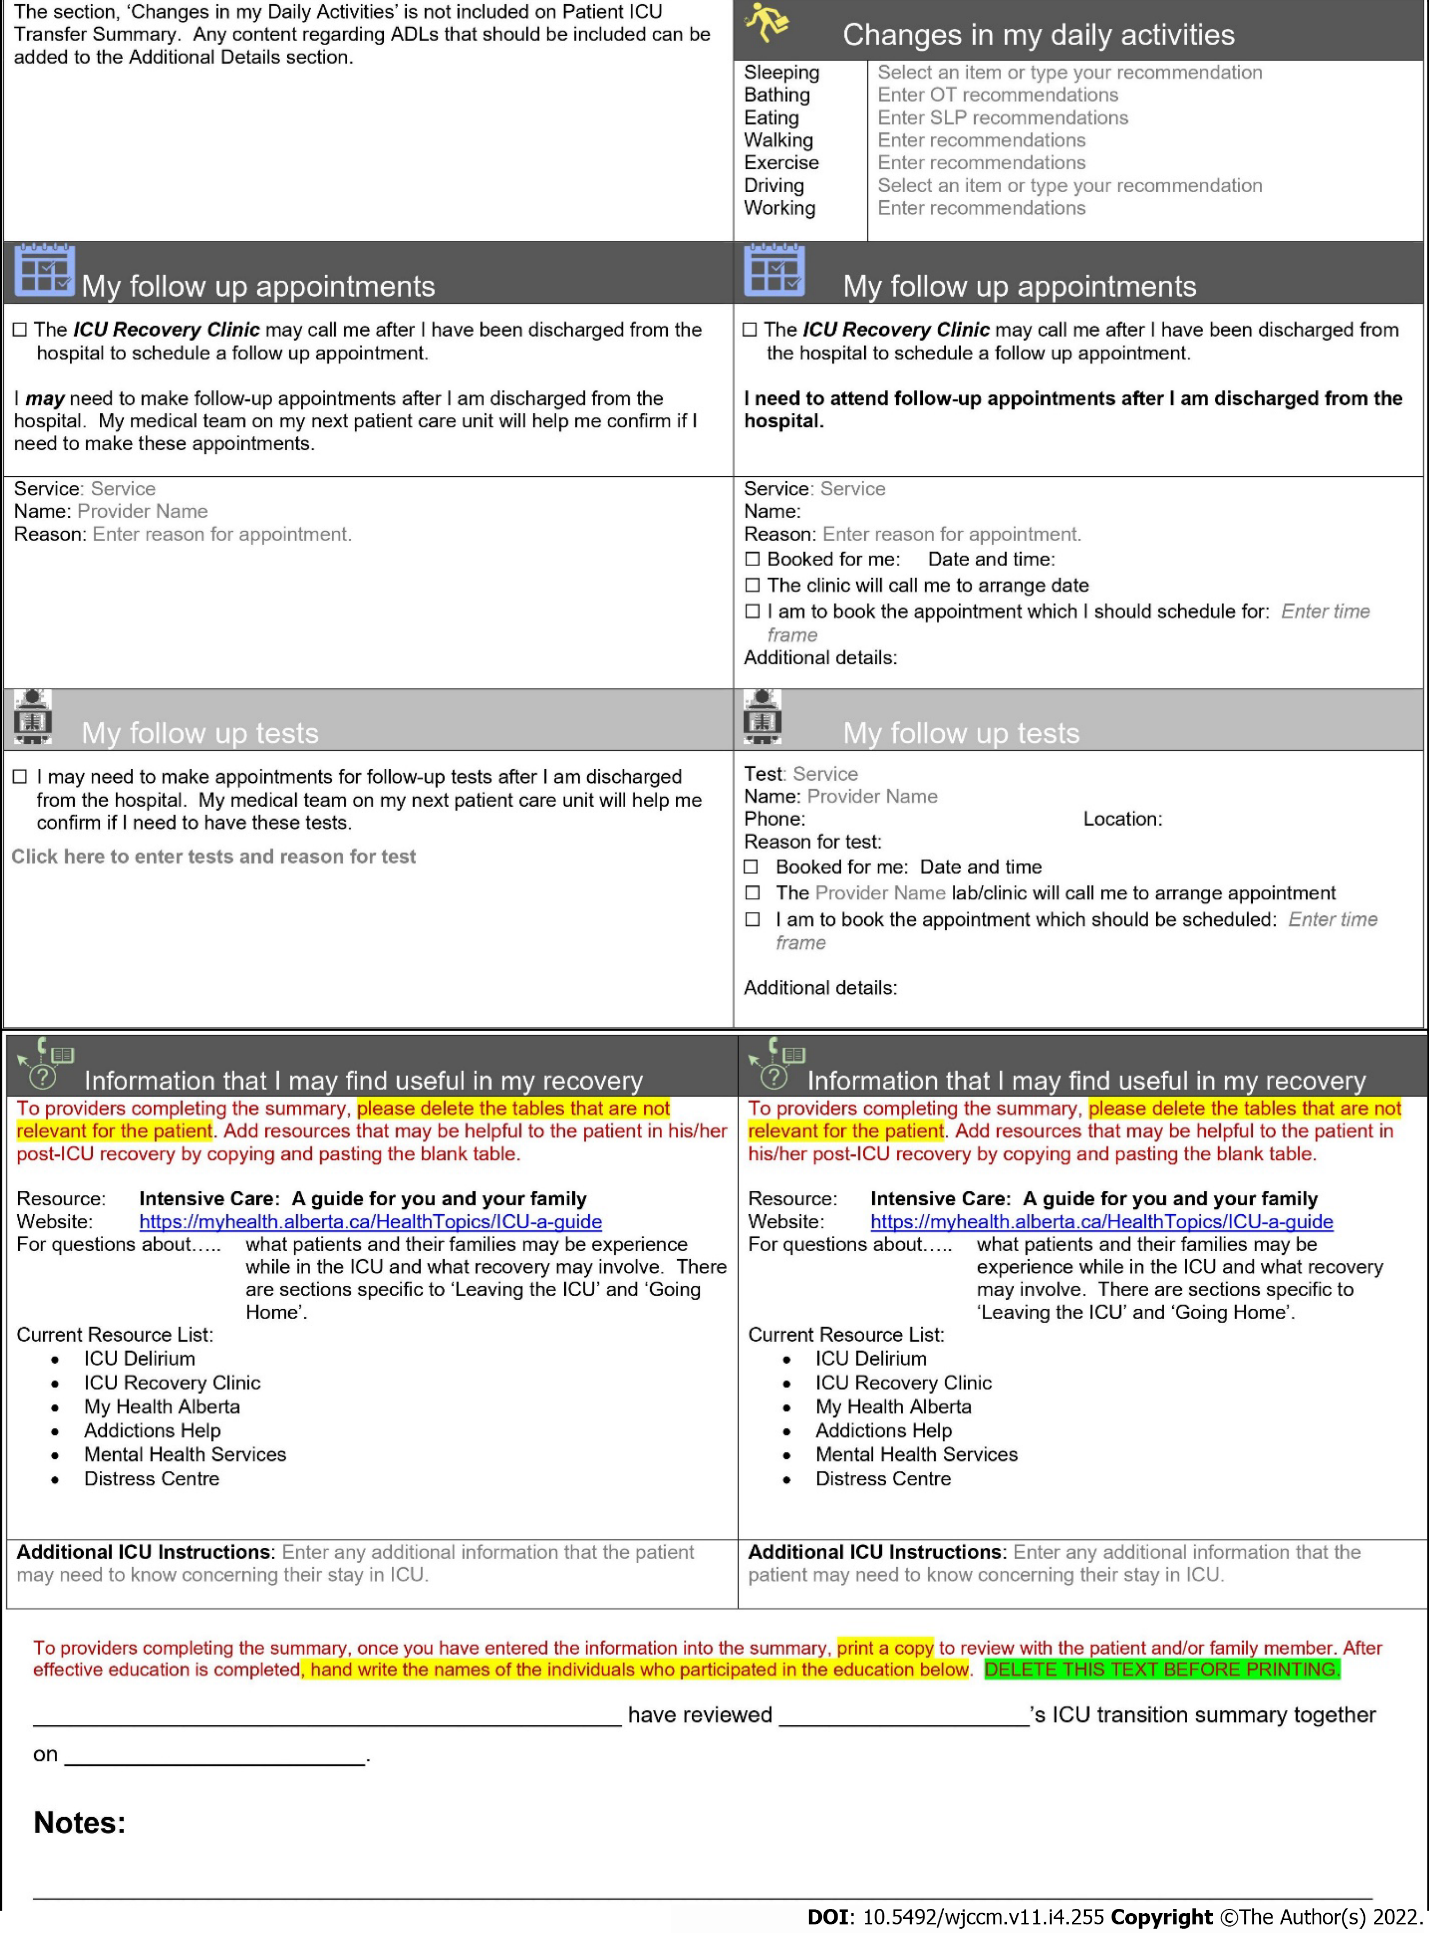 The section, ‘Changes in my Daily Activities’ is not included on Patient ICU
Transfer Summary.  Any content regarding ADLs that should be included can be
added to the Additional Details section.
Changes in my daily activities
Sleeping Select an item or type your recommendation
Bathing Enter OT recommendations
Eating Enter SLP recommendations
Walking Enter recommendations
Exercise Enter recommendations
Driving Select an item or type your recommendation
Working Enter recommendations
My follow up appointments
☐ The ICU Recovery Clinic may call me after I have been discharged from the
hospital to schedule a follow up appointment.
I may need to make follow-up appointments after I am discharged from the
hospital.  My medical team on my next patient care unit will help me confirm if I
need to make these appointments.
Service: Service
Name: Provider Name
Reason: Enter reason for appointment.
My follow up appointments
☐ The ICU Recovery Clinic may call me after I have been discharged from
the hospital to schedule a follow up appointment.
I need to attend follow-up appointments after I am discharged from the
hospital.
Service: Service
Name:
Reason: Enter reason for appointment.
☐ Booked for me: Date and time:
☐ The clinic will call me to arrange date
☐ I am to book the appointment which I should schedule for: Enter time
frame
Additional details:
My follow up tests
☐ I may need to make appointments for follow-up tests after I am discharged
from the hospital.  My medical team on my next patient care unit will help me
confirm if I need to have these tests.
Click here to enter tests and reason for test
My follow up tests
Test: Service
Name: Provider Name
Phone: Location:
Reason for test:
☐ Booked for me: Date and time
☐ The Provider Name lab/clinic will call me to arrange appointment
☐ I am to book the appointment which should be scheduled: Enter time
frame
Additional details:
Information that I may find useful in my recovery
To providers completing the summary, please delete the tables that are not
relevant for the patient. Add resources that may be helpful to the patient in his/her
post-ICU recovery by copying and pasting the blank table.
Resource: Intensive Care:  A guide for you and your family
Website: https://myhealth.alberta.ca/HealthTopics/ICU-a-guide
For questions about….. what patients and their families may be experience
while in the ICU and what recovery may involve.  There
are sections specific to ‘Leaving the ICU’ and ‘Going
Home’.
Current Resource List:
• ICU Delirium
• ICU Recovery Clinic
• My Health Alberta
• Addictions Help
• Mental Health Services
• Distress Centre
Additional ICU Instructions: Enter any additional information that the patient
may need to know concerning their stay in ICU.
Information that I may find useful in my recovery
To providers completing the summary, please delete the tables that are not
relevant for the patient. Add resources that may be helpful to the patient in
his/her post-ICU recovery by copying and pasting the blank table.
Resource: Intensive Care:  A guide for you and your family
Website: https://myhealth.alberta.ca/HealthTopics/ICU-a-guide
For questions about….. what patients and their families may be
experience while in the ICU and what recovery
may involve.  There are sections specific to
‘Leaving the ICU’ and ‘Going Home’.
Current Resource List:
• ICU Delirium
• ICU Recovery Clinic
• My Health Alberta
• Addictions Help
• Mental Health Services
• Distress Centre
Additional ICU Instructions: Enter any additional information that the
patient may need to know concerning their stay in ICU.
To providers completing the summary, once you have entered the information into the summary, print a copy to review with the patient and/or family member. After
effective education is completed, hand write the names of the individuals who participated in the education below.  DELETE THIS TEXT BEFORE PRINTING.
____ have reviewed ____’s ICU transition summary together
on ____.
Notes:
DOI: 10.5492/wjccm.v11.i4.255 Copyright ©The Author(s) 2022.